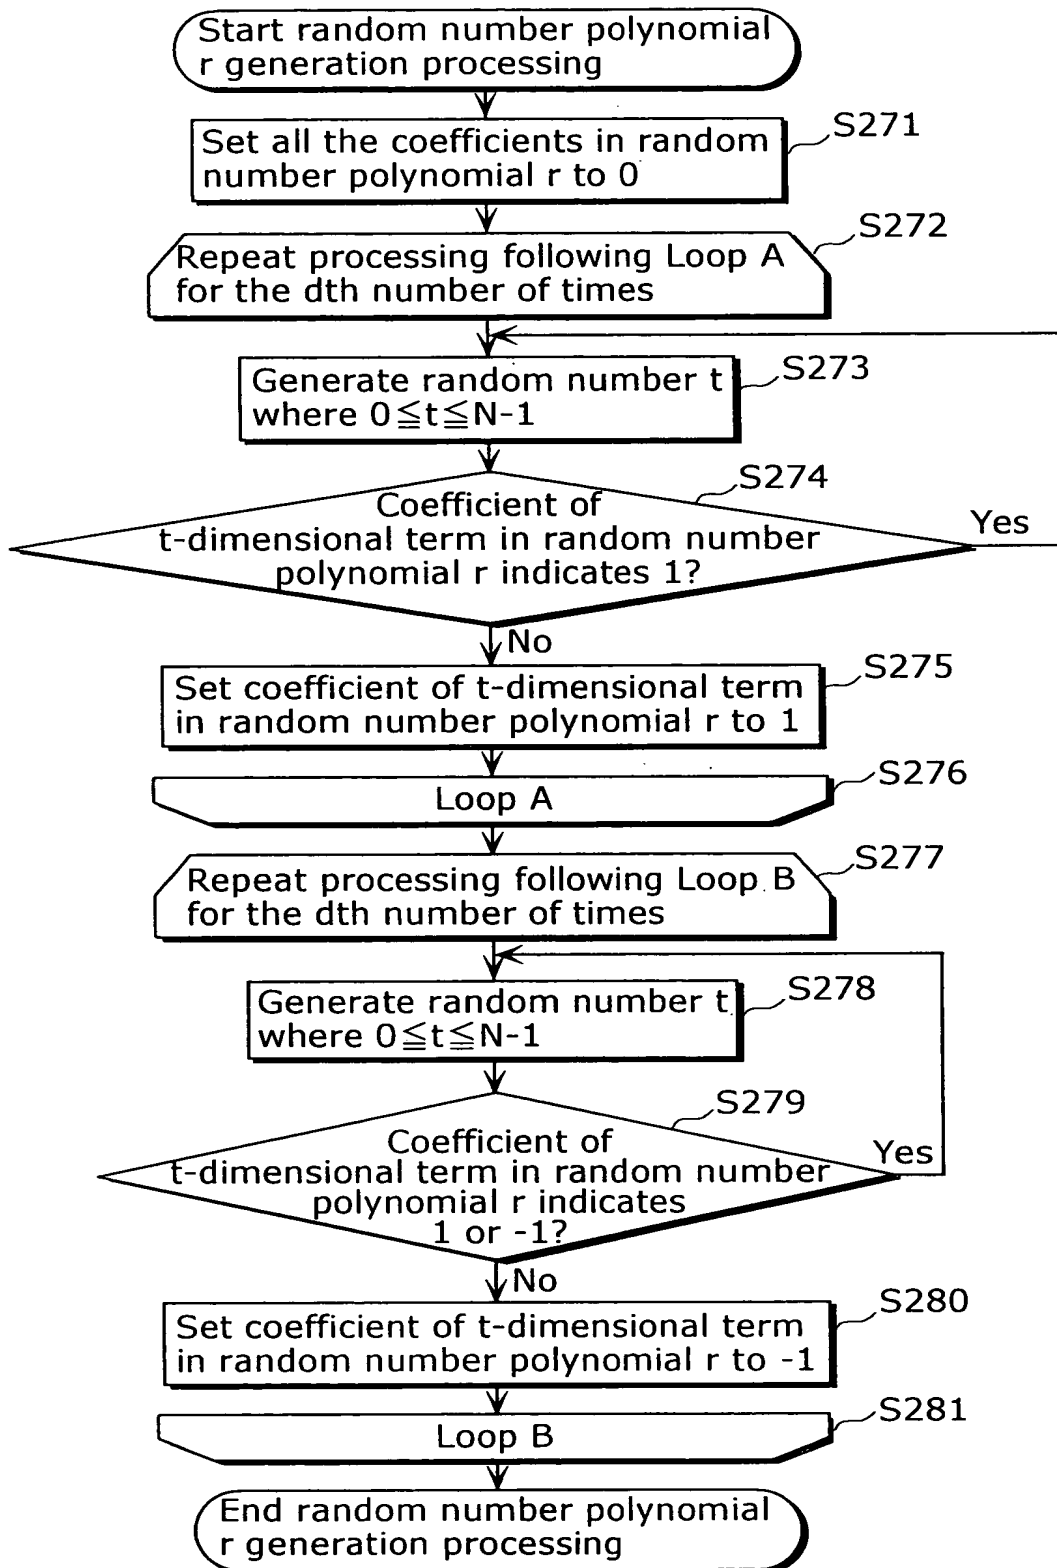 Start random number polynomial
r generation processing
S271
Set all the coefficients in random
number polynomial r to 0
S272
Repeat processing following Loop A
for the dth number of times
S273
Generate random number t
where 0≦t≦N-1
S274
Coefficient of
t-dimensional term in random number
polynomial r indicates 1?
Yes
No
S275
Set coefficient of t-dimensional term
in random number polynomial r to 1
S276
Loop A
S277
Repeat processing following Loop B
for the dth number of times
S278
Generate random number t
where 0≦t≦N-1
S279
Coefficient of
t-dimensional term in random number
polynomial r indicates
1 or -1?
Yes
No
S280
Set coefficient of t-dimensional term
in random number polynomial r to -1
S281
Loop B
End random number polynomial
r generation processing